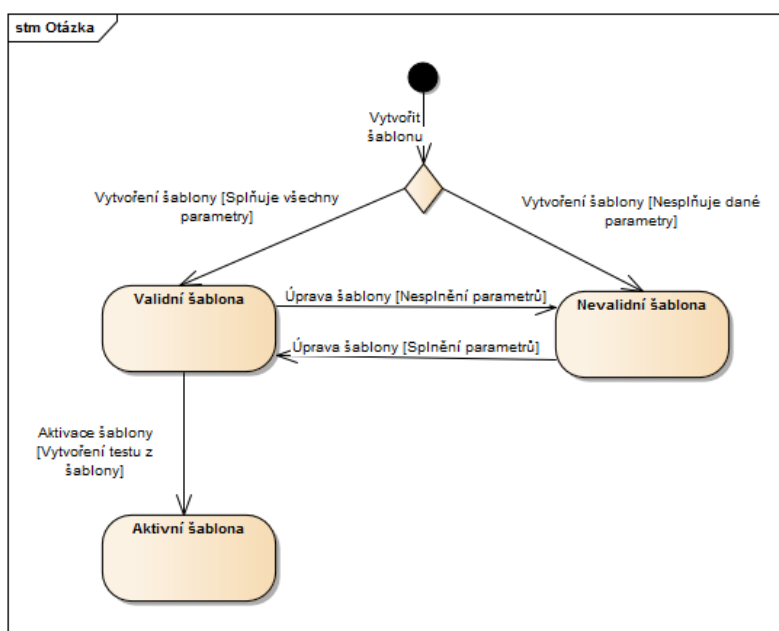 stm Otázka
Vytvořit
šablonu
Vytvoření šablony [Splňuje všechny
parametry]
Vytvoření šablony [Nesplňuje dané
parametry]
Validní šablona
Úprava šablony [Nesplnění parametrů]
Nevalidní šablona
Úprava šablony [Splnění parametrů]
Aktivace šablony
[Vytvoření testu z
šablony]
Aktivní šablona